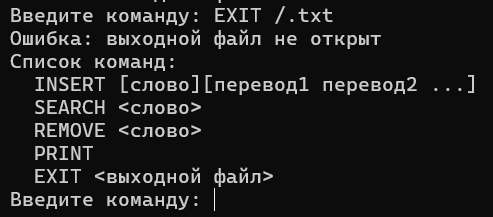 Введите команду: EXIT /.txt
Ошибка: выходной файл не открыт
Список команд:
INSERT [слово][перевод1 перевод2 ...]
SEARCH <слово>
REMOVE <слово>
PRINT
EXIT <выходной файл>
Введите команду: